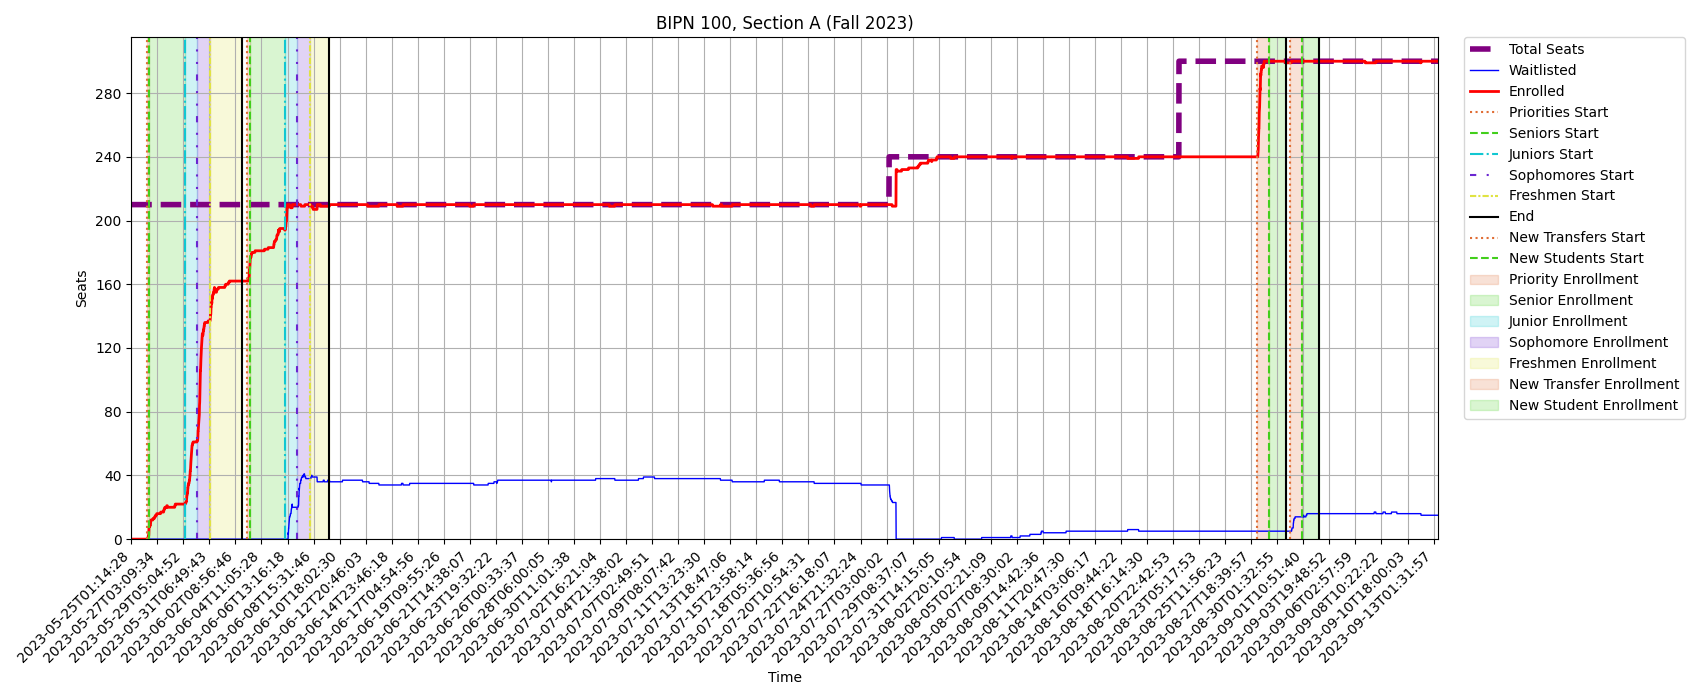 BIPN 100, Section A (Fall 2023)
Seats
280
240
200
160
120
80
40
0
2023-05-25T01:14:28
2023-05-27T03:09:34
2023-05-29T05:04:52
2023-05-31T06:49:43
2023-06-02T08:56:46
2023-06-04T11:05:28
2023-06-06T13:16:18
2023-06-08T15:31:46
2023-06-10T18:02:30
2023-06-12T20:46:03
2023-06-14T23:46:18
2023-06-17T04:54:56
2023-06-19T09:55:26
2023-06-21T14:38:07
2023-06-23T19:32:22
2023-06-26T00:33:37
2023-06-28T06:00:05
2023-06-30T11:01:38
2023-07-02T16:21:04
2023-07-04T21:38:02
2023-07-07T02:49:51
2023-07-09T08:07:42
2023-07-11T13:23:30
2023-07-13T18:47:06
2023-07-15T23:58:14
2023-07-18T05:36:56
2023-07-20T10:54:31
2023-07-22T16:18:07
2023-07-24T21:32:24
2023-07-27T03:00:02
2023-07-29T08:37:07
2023-07-31T14:15:05
2023-08-02T20:10:54
2023-08-05T02:21:09
2023-08-07T08:30:02
2023-08-09T14:42:36
2023-08-11T20:47:30
2023-08-14T03:06:17
2023-08-16T09:44:22
2023-08-18T16:14:30
2023-08-20T22:42:53
2023-08-23T05:17:53
2023-08-25T11:56:23
2023-08-27T18:39:57
2023-08-30T01:32:55
2023-09-01T10:51:40
2023-09-03T19:48:52
2023-09-06T02:57:59
2023-09-08T10:22:22
2023-09-10T18:00:03
2023-09-13T01:31:57
Time
Total Seats
Waitlisted
Enrolled
Priorities Start
Seniors Start
Juniors Start
Sophomores Start
Freshmen Start
End
New Transfers Start
New Students Start
Priority Enrollment
Senior Enrollment
Junior Enrollment
Sophomore Enrollment
Freshmen Enrollment
New Transfer Enrollment
New Student Enrollment